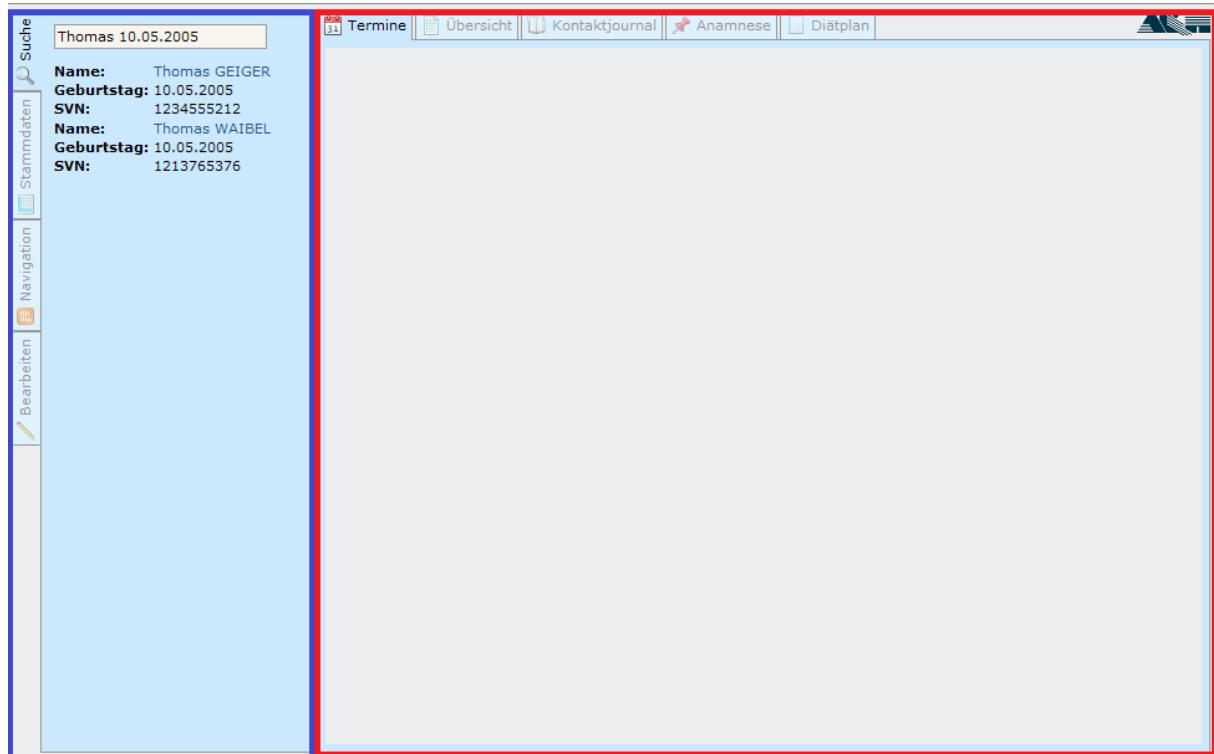 Suche
Stammdaten
Navigation
Bearbeiten
Thomas 10.05.2005
Name: Thomas GEIGER
Geburtstag: 10.05.2005
SVN: 1234555212
Name: Thomas WAIBEL
Geburtstag: 10.05.2005
SVN: 1213765376
31 Termine Übersicht Kontaktjournal Anamnese Diätplan